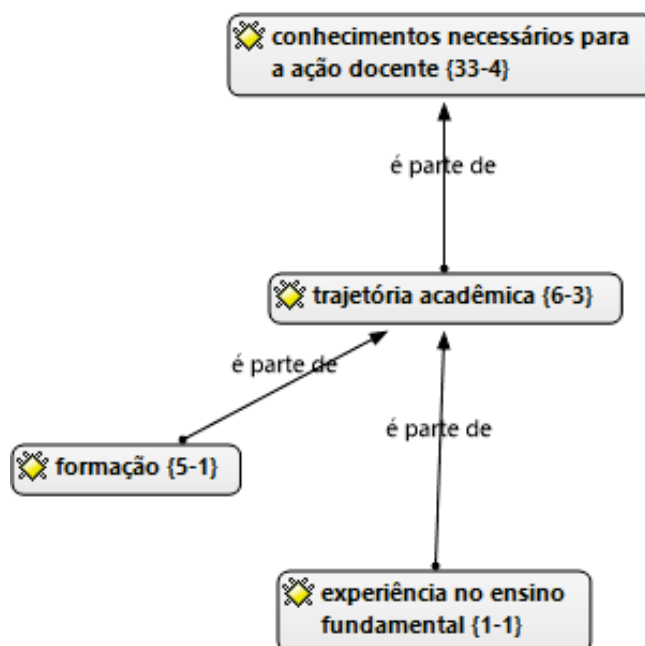 conhecimentos necessários para
a ação docente {33-4}
é parte de
trajetória acadêmica {6-3}
é parte de
é parte de
formação {5-1}
experiência no ensino
fundamental {1-1}